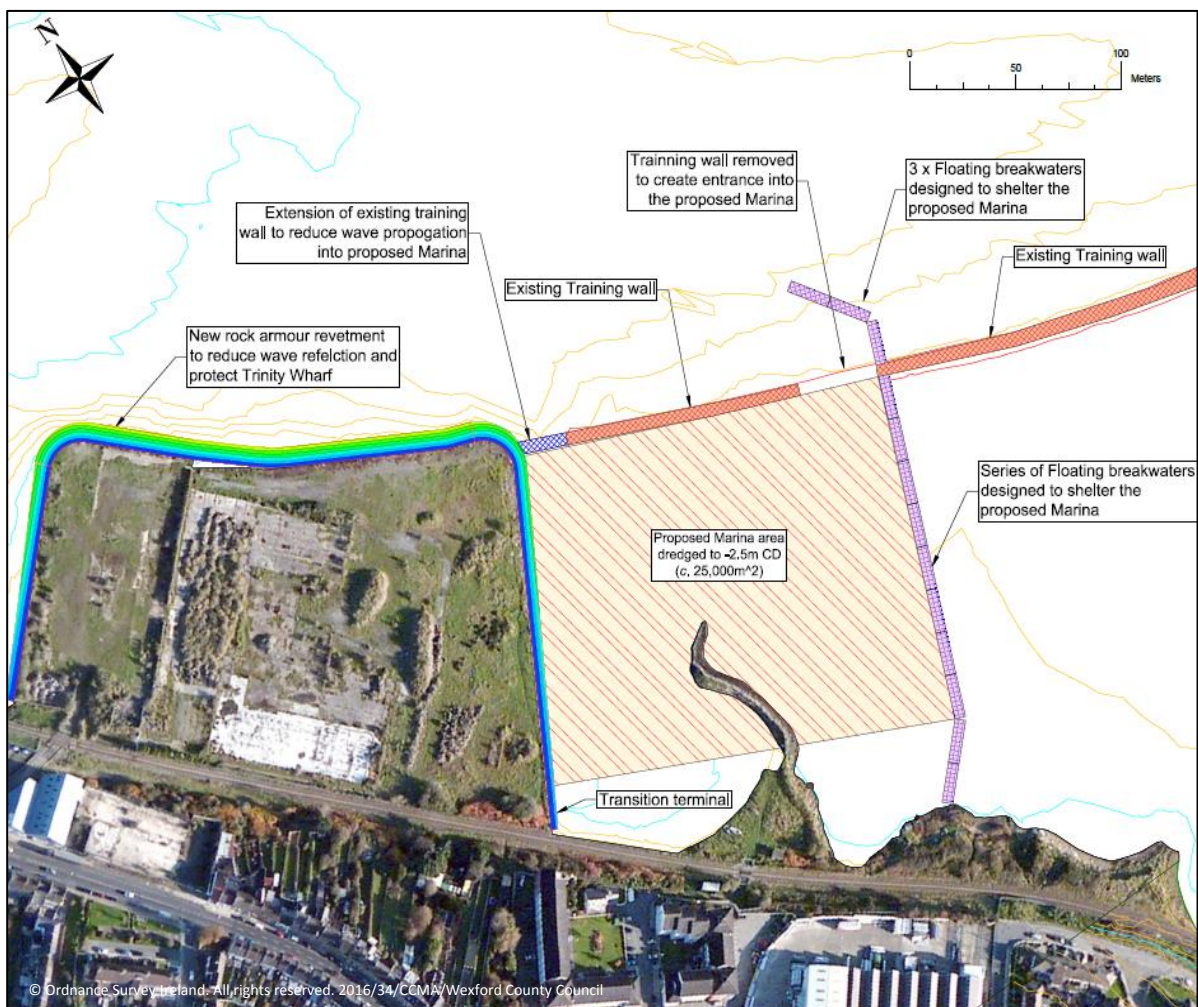 N
0
50
100
Meters
Trainning wall removed
to create entrance into
the proposed Marina
3 x Floating breakwaters
designed to shelter the
proposed Marina
Extension of existing training
wall to reduce wave propogation
into proposed Marina
Existing Training wall
Existing Training wall
New rock armour revetment
to reduce wave refelction and
protect Trinity Wharf
Series of Floating breakwaters
designed to shelter the
proposed Marina
Proposed Marina area
dredged to -2.5m CD
(c, 25,000m^2)
Transition terminal
© Ordnance Survey Ireland. All rights reserved. 2016/34/CCMA/Wexford County Council